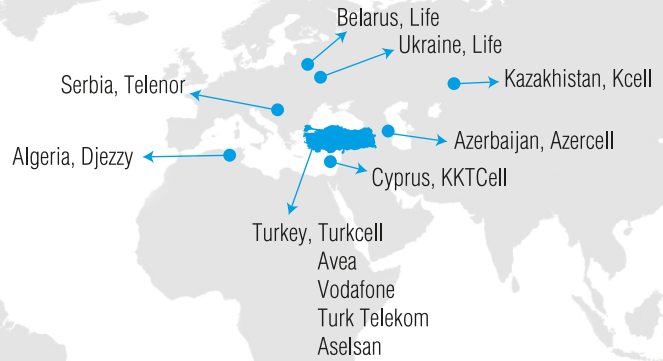 Belarus, Life
Ukraine, Life
Serbia, Telenor
Kazakhistan, Kcell
Azerbaijan, Azercell
Algeria, Djezzy
Cyprus, KKTCell
Turkey, Turkcell
Avea
Vodafone
Turk Telekom
Aselsan